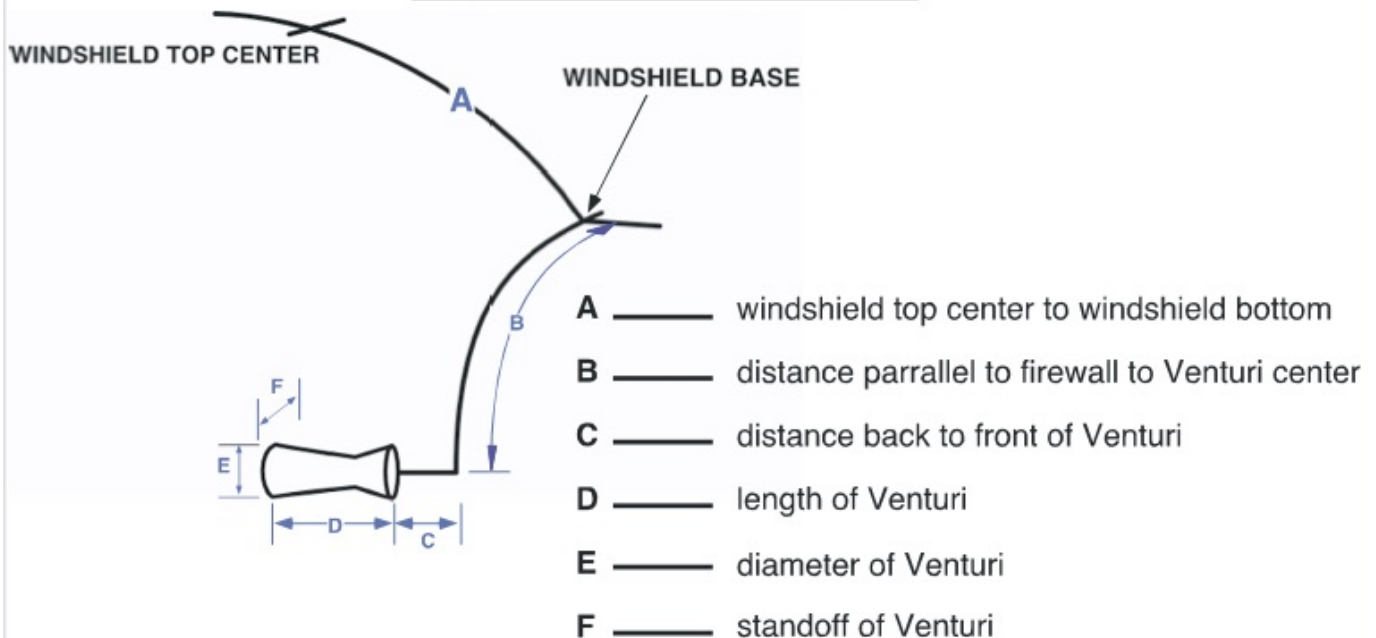 WINDSHIELD TOP CENTER
WINDSHIELD BASE
A
B
F
E
D
C
A windshield top center to windshield bottom
B distance parrallel to firewall to Venturi center
C distance back to front of Venturi
D length of Venturi
E diameter of Venturi
F standoff of Venturi